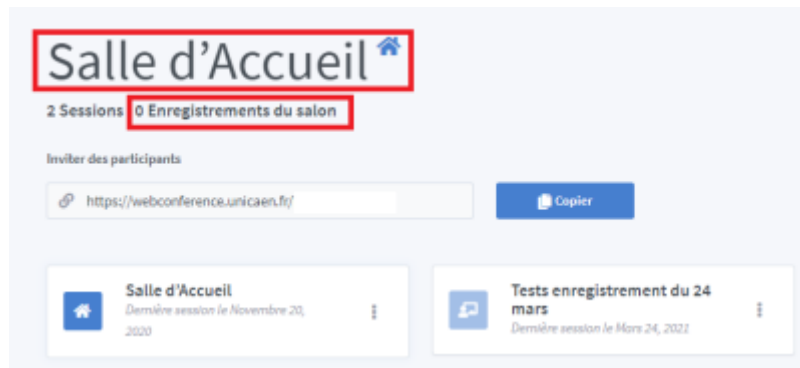 Salle d'Accueil
2 Sessions 0 Enregistrements du salon
Inviter des participants
https://webconference.unicaen.fr/
Copier
Salle d'Accueil
Dernière session le Novembre 20,
2020
Tests enregistrement du 24
mars
Dernière session le Mars 24, 2021